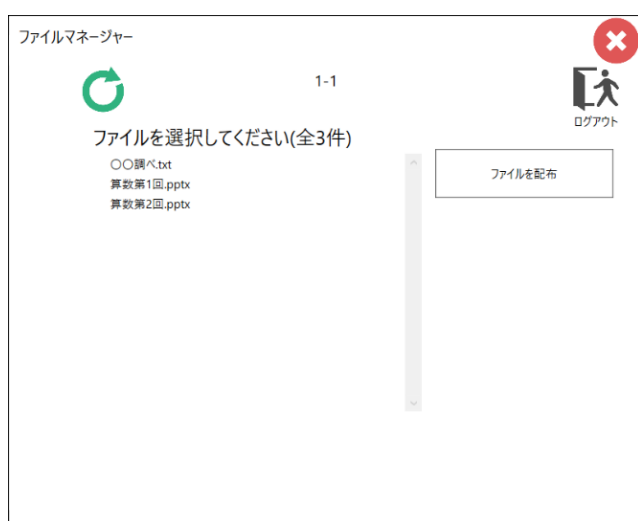 ファイルマネージャー
1-1
ログアウト
ファイルを選択してください(全3件)
〇〇調べ.txt
算数第1回.pptx
算数第2回.pptx
ファイルを配布